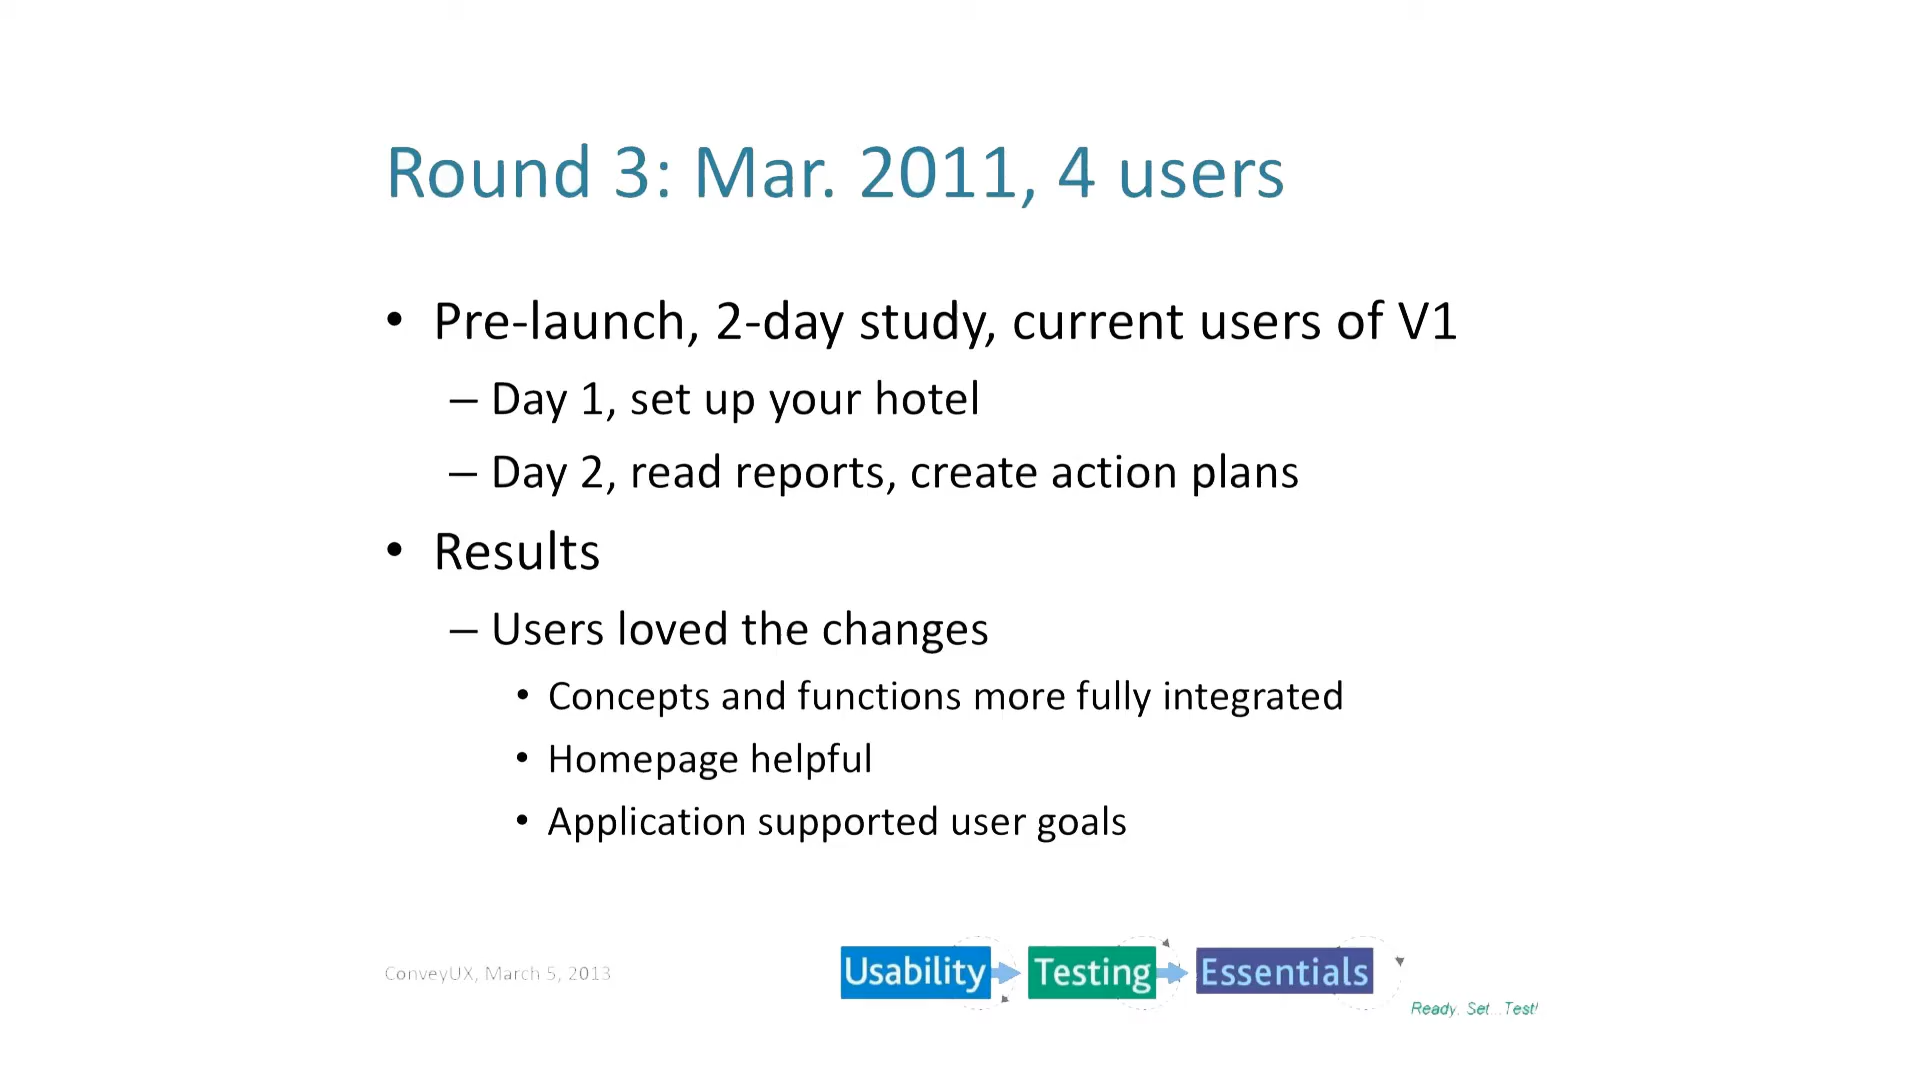 Round 3: Mar. 2011, 4 users
• Pre-launch, 2-day study, current users of V1
– Day 1, set up your hotel
– Day 2, read reports, create action plans
• Results
– Users loved the changes
• Concepts and functions more fully integrated
• Homepage helpful
• Application supported user goals
ConveyUX, March 5, 2013
Usability Testing Essentials
Ready, Set...Test!